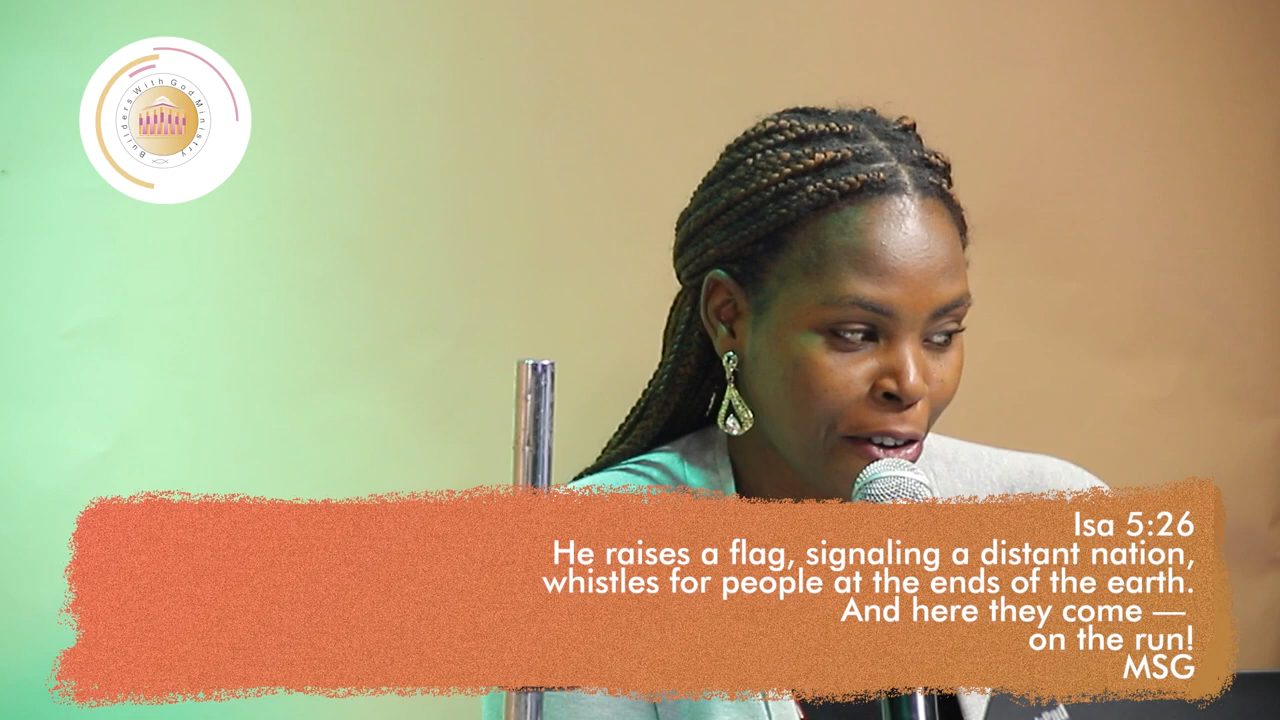 Builders With God Ministry
Isa 5:26
He raises a flag, signaling a distant nation,
whistles for people at the ends of the earth.
And here they come —
on the run!
MSG